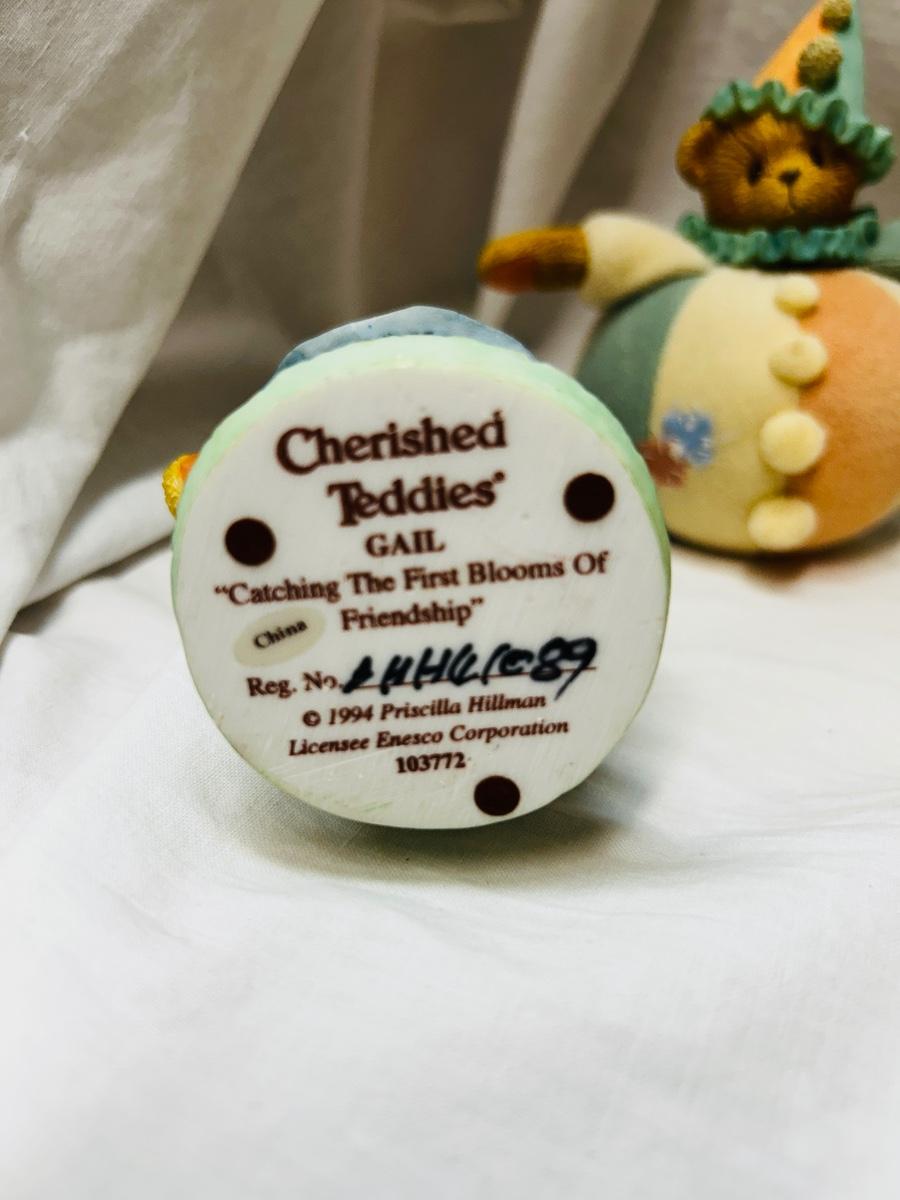 Cherished
Teddies®
GAIL
“Catching The First Blooms Of
Friendship”
China
Reg. No.
© 1994 Priscilla Hillman
Licensee Enesco Corporation
103772